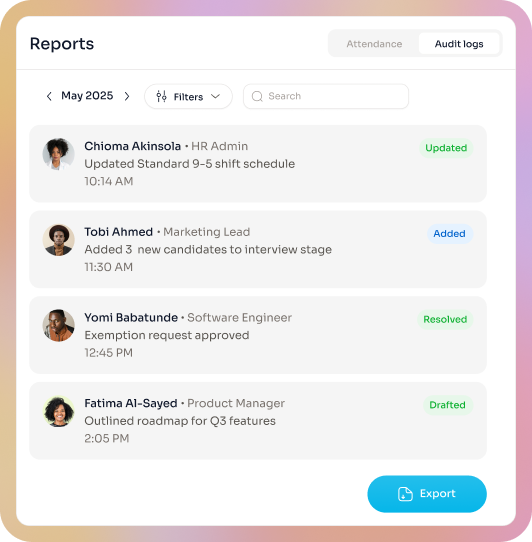 Reports
Attendance
Audit logs
May 2025
Filters
Search
Chioma Akinsola • HR Admin
Updated
Updated Standard 9-5 shift schedule
10:14 AM
Tobi Ahmed • Marketing Lead
Added
Added 3 new candidates to interview stage
11:30 AM
Yomi Babatunde • Software Engineer
Resolved
Exemption request approved
12:45 PM
Fatima Al-Sayed • Product Manager
Drafted
Outlined roadmap for Q3 features
2:05 PM
Export